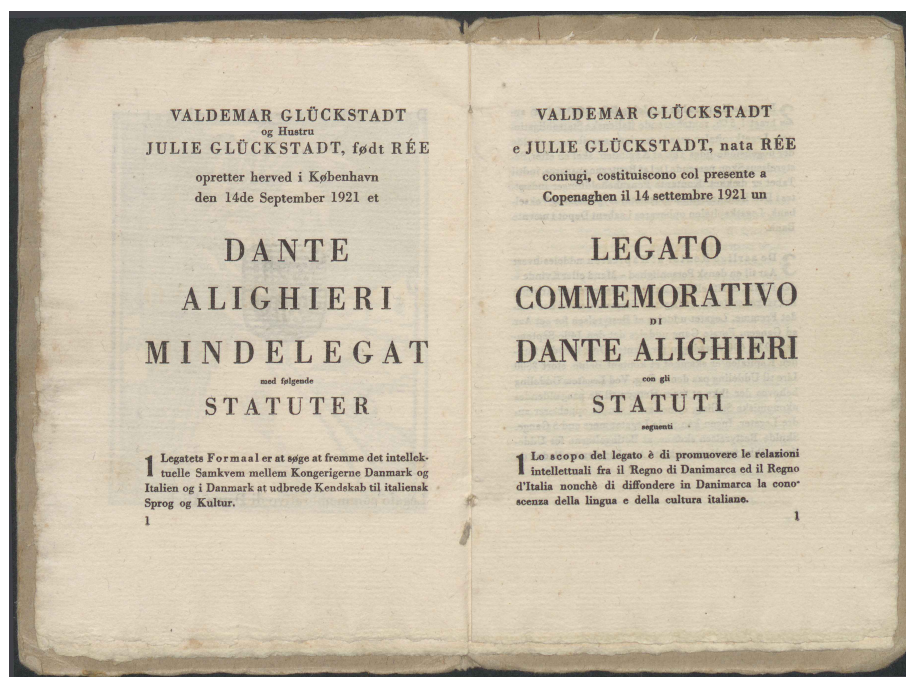 VALDEMAR GLÜCKSTADT
og Hustru
JULIE GLÜCKSTADT, født RÉE
opretter herved i København
den 14de September 1921 et
DANTE
ALIGHIERI
MINDELEGAT
med følgende
STATUTER
1 Legatets Formaal er at søge at fremme det intellek-
tuelle Samkvem mellem Kongerigerne Danmark og
Italien og i Danmark at udbrede Kendskab til italiensk
Sprog og Kultur.
1
VALDEMAR GLÜCKSTADT
e JULIE GLÜCKSTADT, nata RÉE
coniugi, costituiscono col presente a
Copenaghen il 14 settembre 1921 un
LEGATO
COMMEMORATIVO
DI
DANTE ALIGHIERI
con gli
STATUTI
seguenti
1 Lo scopo del legato è di promuovere le relazioni
intellettuali fra il Regno di Danimarca ed il Regno
d'Italia nonchè di diffondere in Danimarca la cono-
scenza della lingua e della cultura italiane.
1